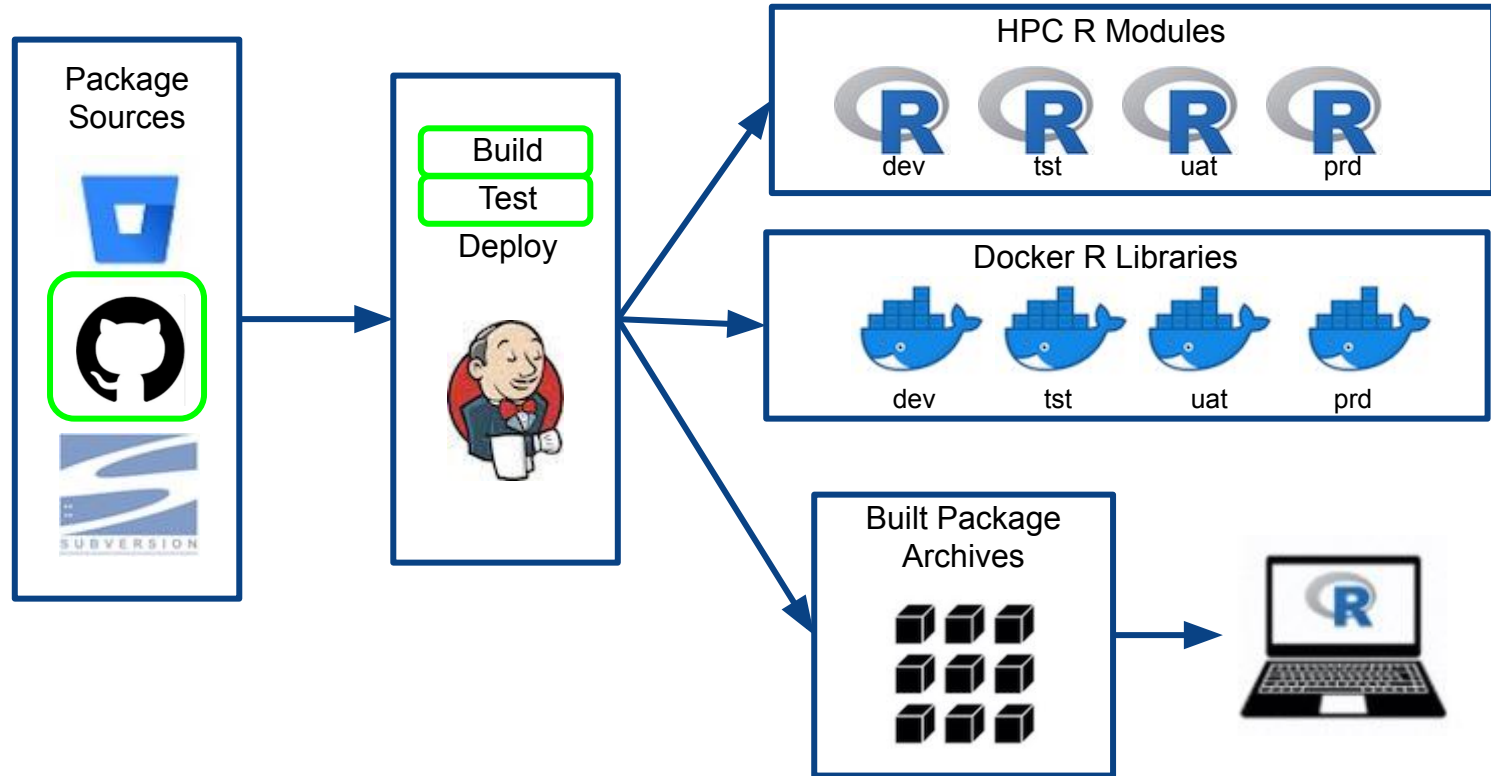 Package
Sources
SUBVERSION
Build
Test
Deploy
HPC R Modules
R R R R
dev tst uat prd
Docker R Libraries
dev tst uat prd
Built Package
Archives
R